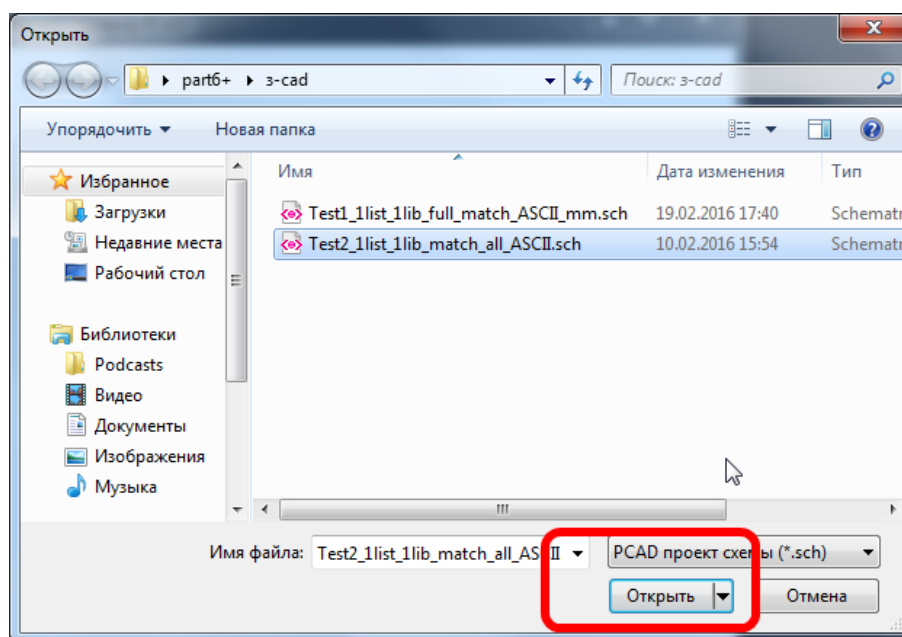 Открыть
part6+ з-cad
Поиск: з-cad
Упорядочить Новая папка
Имя Дата изменения Тип
Избранное
Загрузки
Недавние места
Рабочий стол
Библиотеки
Podcasts
Видео
Документы
Изображения
Музыка
Test1_1list_1lib_full_match_ASCII_mm.sch 19.02.2016 17:40 Schemat
Test2_1list_1lib_match_all_ASCII.sch 10.02.2016 15:54 Schemat
Имя файла: Test2_1list_1lib_match_all_ASCII PCAD проект схемы (*.sch)
Открыть Отмена